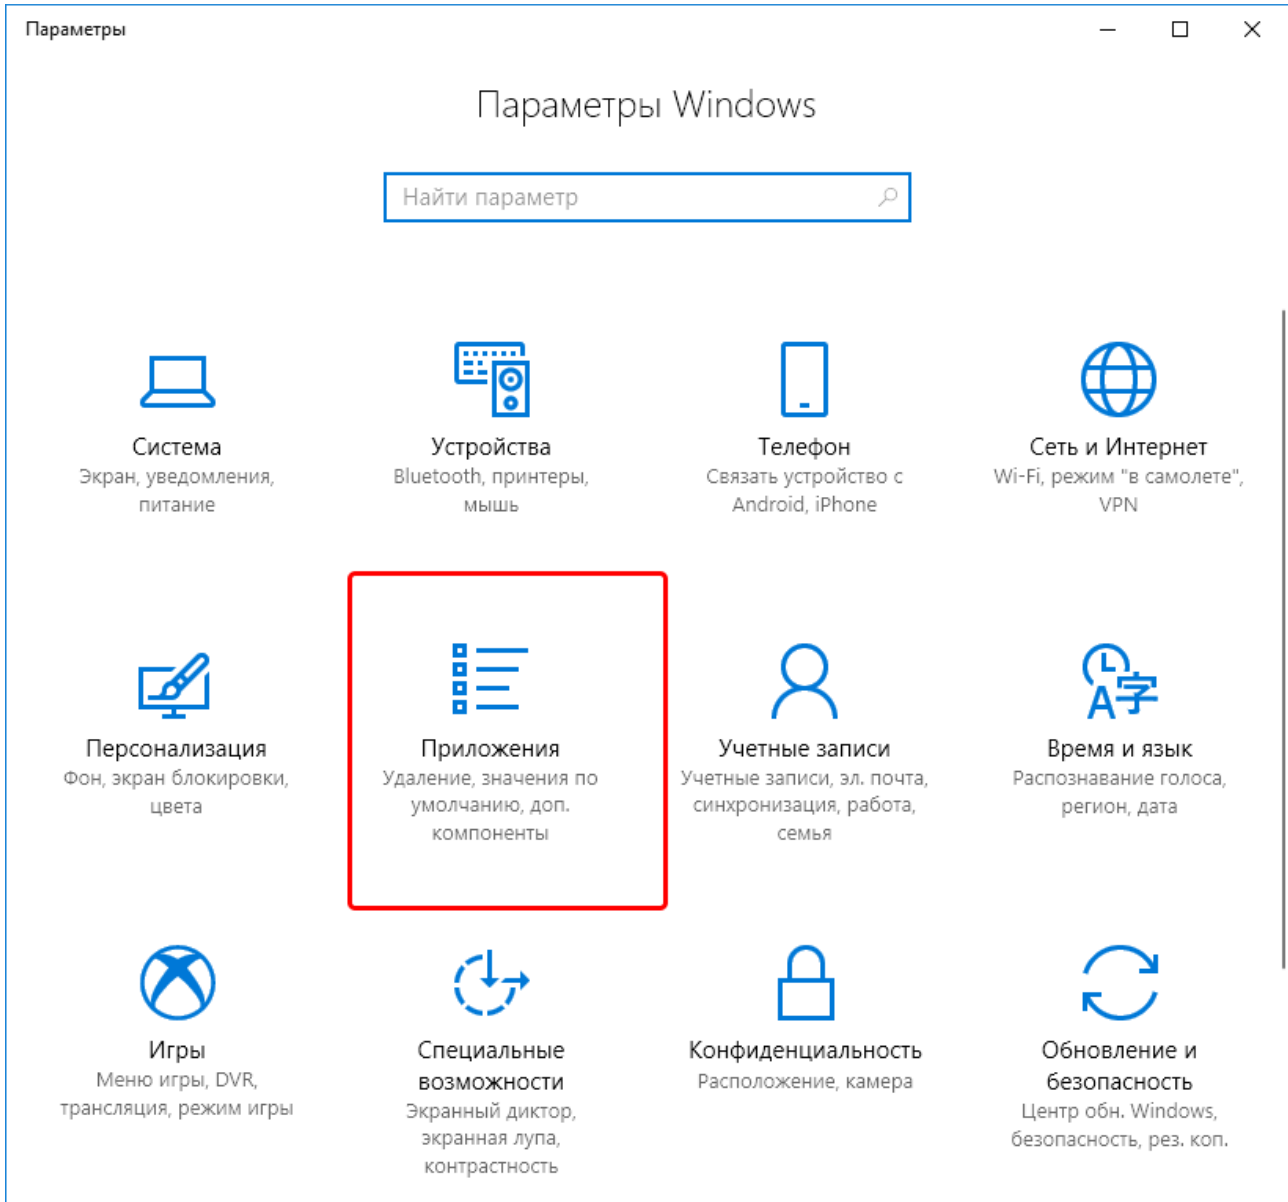 Параметры
Параметры Windows
Найти параметр
Система
Экран, уведомления,
питание
Устройства
Bluetooth, принтеры,
мышь
Телефон
Связать устройство с
Android, iPhone
Сеть и Интернет
Wi-Fi, режим "в самолете",
VPN
Персонализация
Фон, экран блокировки,
цвета
Приложения
Удаление, значения по
умолчанию, доп.
компоненты
Учетные записи
Учетные записи, эл. почта,
синхронизация, работа,
семья
Время и язык
Распознавание голоса,
регион, дата
Игры
Меню игры, DVR,
трансляция, режим игры
Специальные
возможности
Экранный диктор,
экранная лупа,
контрастность
Конфиденциальность
Расположение, камера
Обновление и
безопасность
Центр обн. Windows,
безопасность, рез. коп.